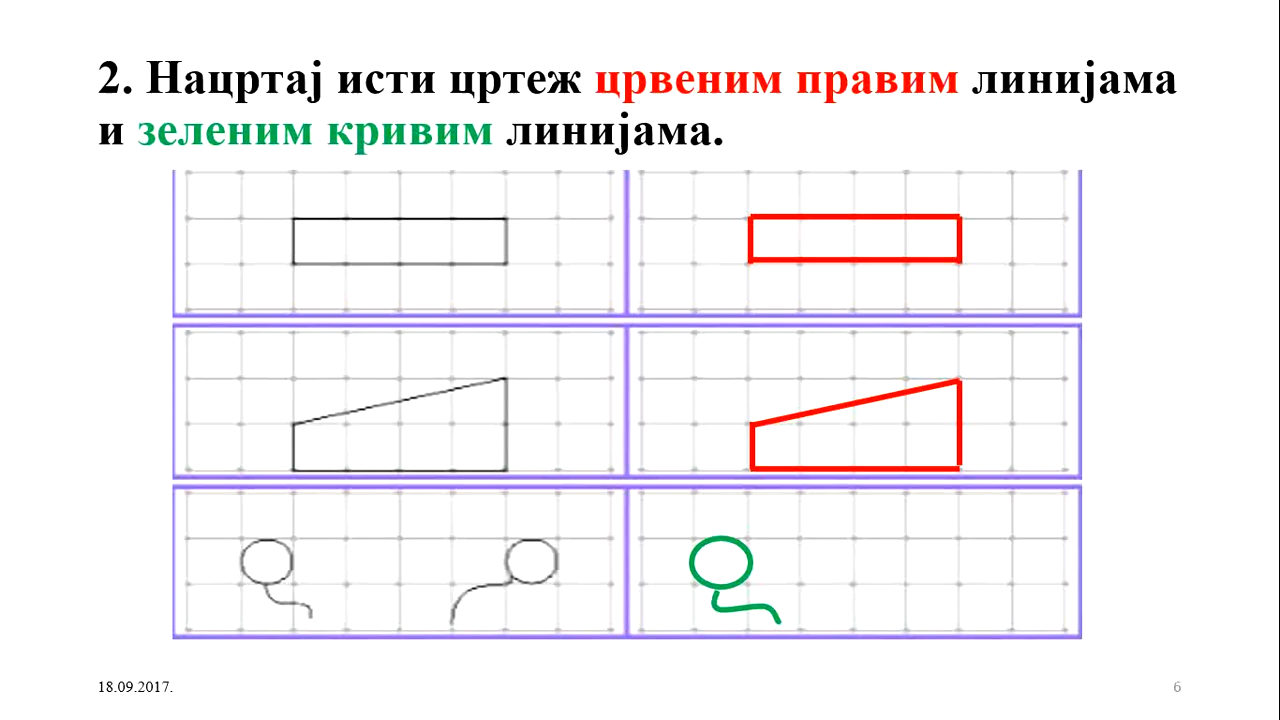 2. Нацртај исти цртеж црвеним правим линијама
и зеленим кривим линијама.
18.09.2017.
6